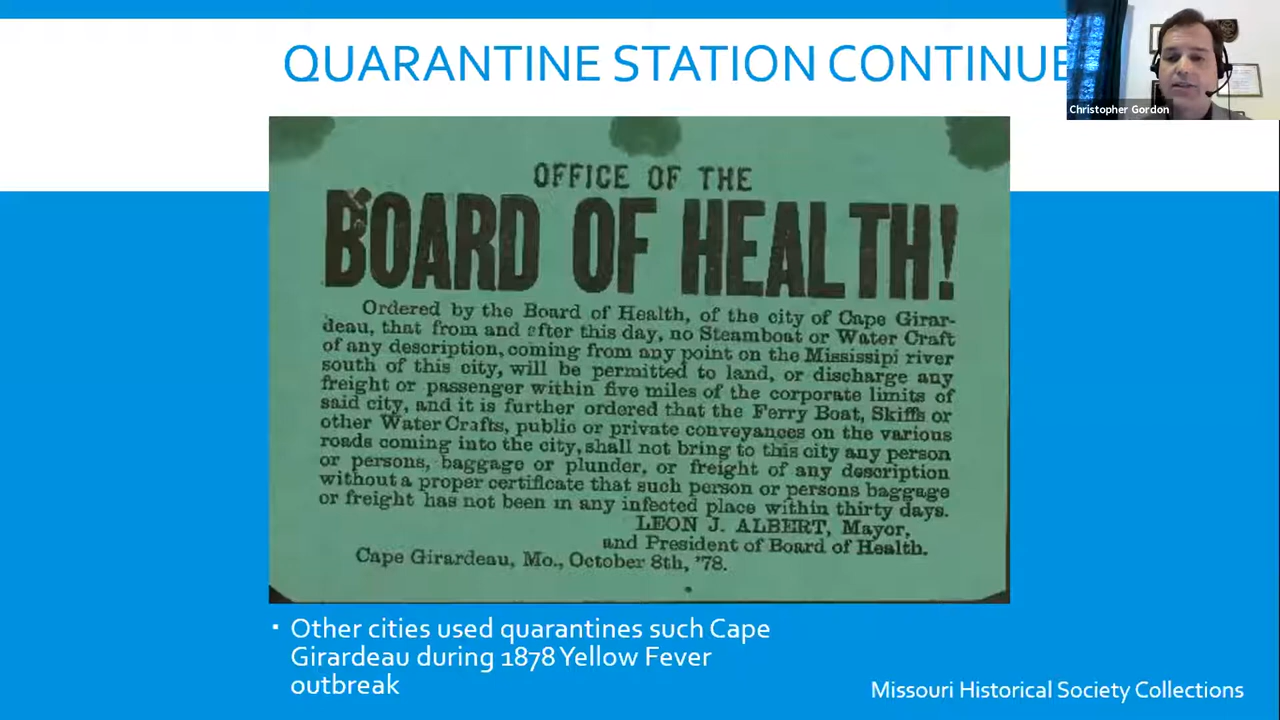 QUARANTINE STATION CONTINUE
Christopher Gordon
OFFICE OF THE
BOARD OF HEALTH!
Ordered by the Board of Health, of the city of Cape Girar-
deau, that from and after this day, no Steamboat or Water Craft
of any description, coming from any point on the Mississipi river
south of this city, will be permitted to land, or discharge any
freight or passenger within five miles of the corporate limits of
said city, and it is further ordered that the Ferry Boat, Skiffs or
other Water Crafts, public or private conveyances on the various
roads coming into the city, shall not bring to this city any person
or persons, baggage or plunder, or freight of any description
without a proper certificate that such person or persons baggage
or freight has not been in any infected place within thirty days.
LEON J. ALBERT, Mayor,
and President of Board of Health.
Cape Girardeau, Mo., October 8th, '78.
▪ Other cities used quarantines such Cape
Girardeau during 1878 Yellow Fever
outbreak
Missouri Historical Society Collections